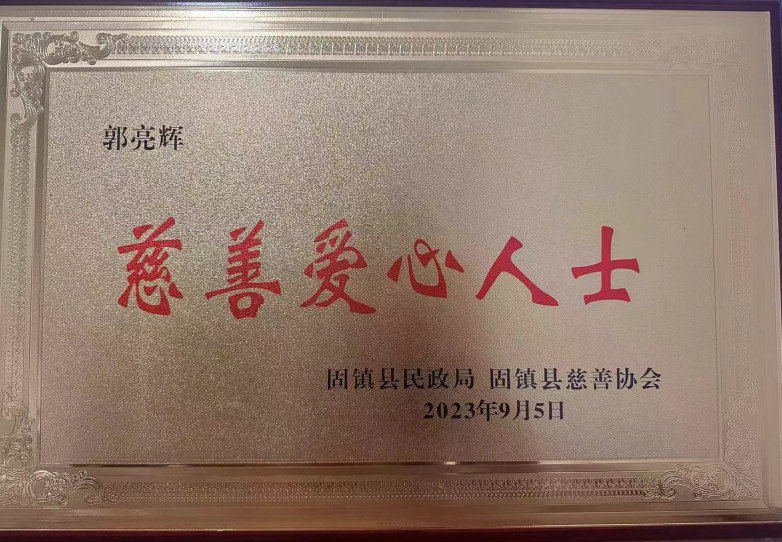 郭亮辉
慈善爱心人士
固镇县民政局 固镇县慈善协会
2023年9月5日